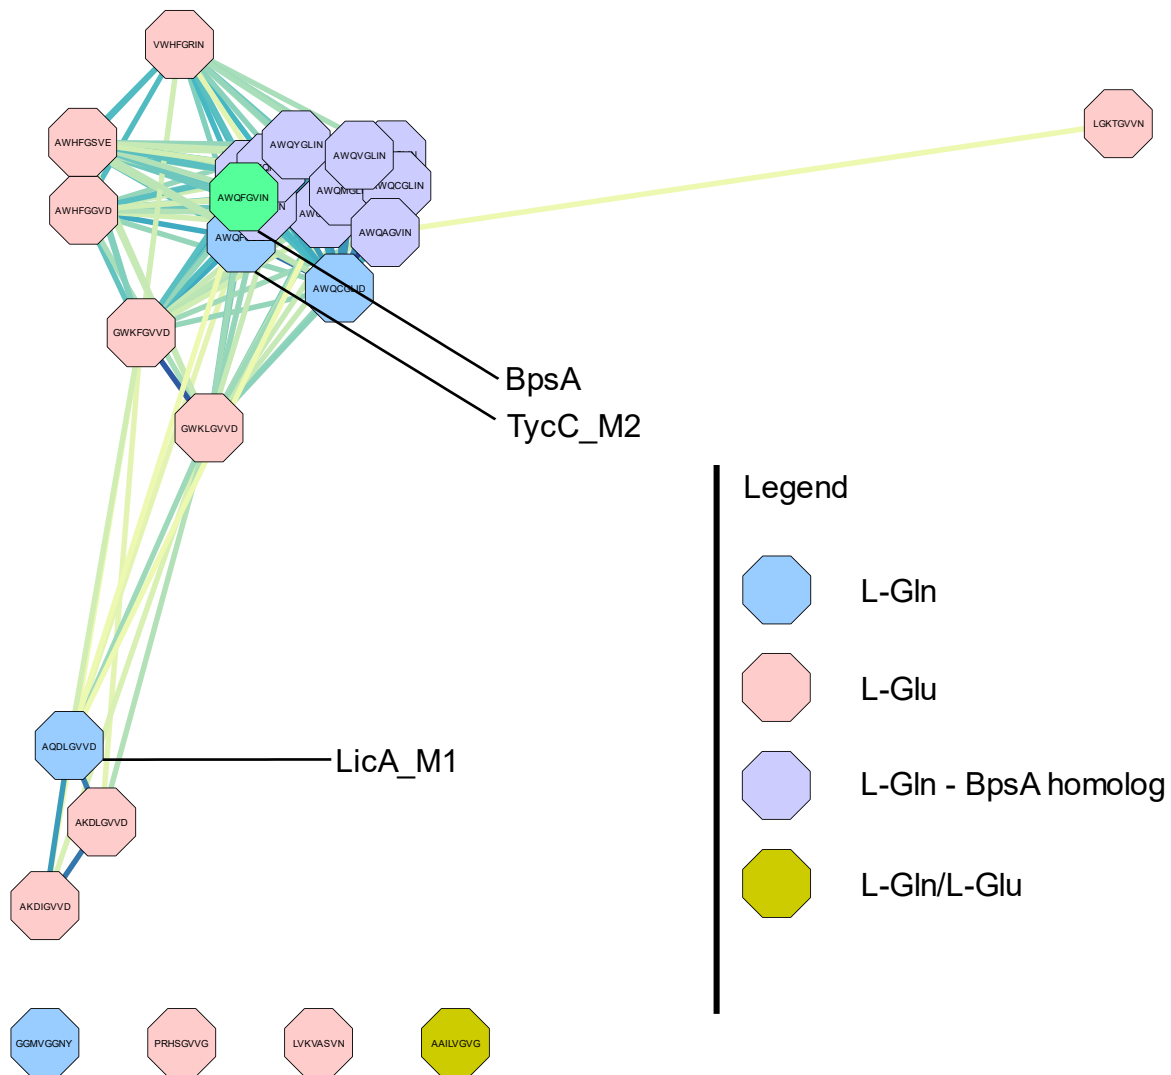 VWHFGRIN
LGKTGVVN
AWHFGSVE
AWQYGLIN
AWQVGLIN
AWQCGLIN
AWQFGVIN
AWHFGGVD
AWQAGVIN
AWQCGLID
GWKFGVVD
BpsA
GWKLGVVD
TycC_M2
Legend
L-Gln
L-Glu
AQDLGVVD
LicA_M1
L-Gln - BpsA homolog
AKDLGVVD
L-Gln/L-Glu
AKDIGVVD
GGMVGGNY
PRHSGVVG
LVKVASVN
AAILVGVG